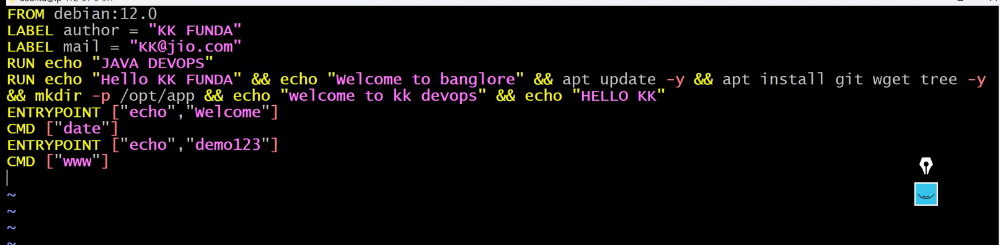 FROM debian:12.0
LABEL author = "KK FUNDA"
LABEL mail = "KK@jio.com"
RUN echo "JAVA DEVOPS"
RUN echo "Hello KK FUNDA" && echo "Welcome to banglore" && apt update -y && apt install git wget tree -y
&& mkdir -p /opt/app && echo "welcome to kk devops" && echo "HELLO KK"
ENTRYPOINT ["echo","Welcome"]
CMD ["date"]
ENTRYPOINT ["echo","demo123"]
CMD ["www"]
~
~
~
~